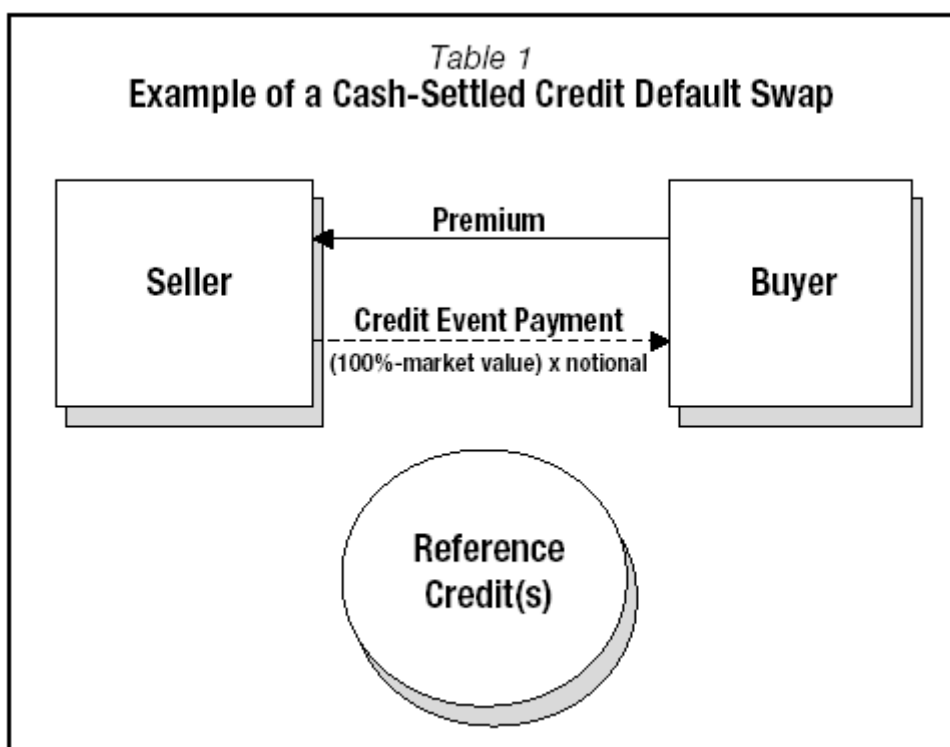 Table 1
Example of a Cash-Settled Credit Default Swap
Premium
Seller
Buyer
Credit Event Payment
(100%-market value) x notional
Reference
Credit(s)